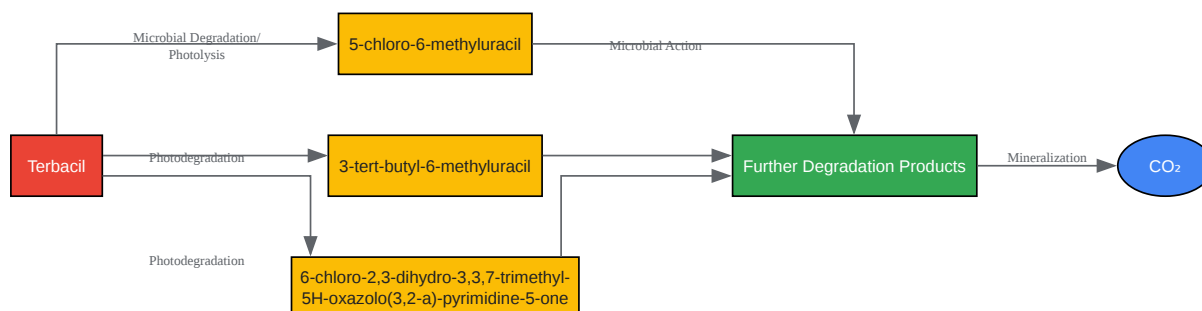 Microbial Degradation/
Photolysis
5-chloro-6-methyluracil
Microbial Action
Terbacil
Photodegradation
3-tert-butyl-6-methyluracil
Further Degradation Products
Mineralization
CO₂
Photodegradation
6-chloro-2,3-dihydro-3,3,7-trimethyl-
5H-oxazolo(3,2-a)-pyrimidine-5-one